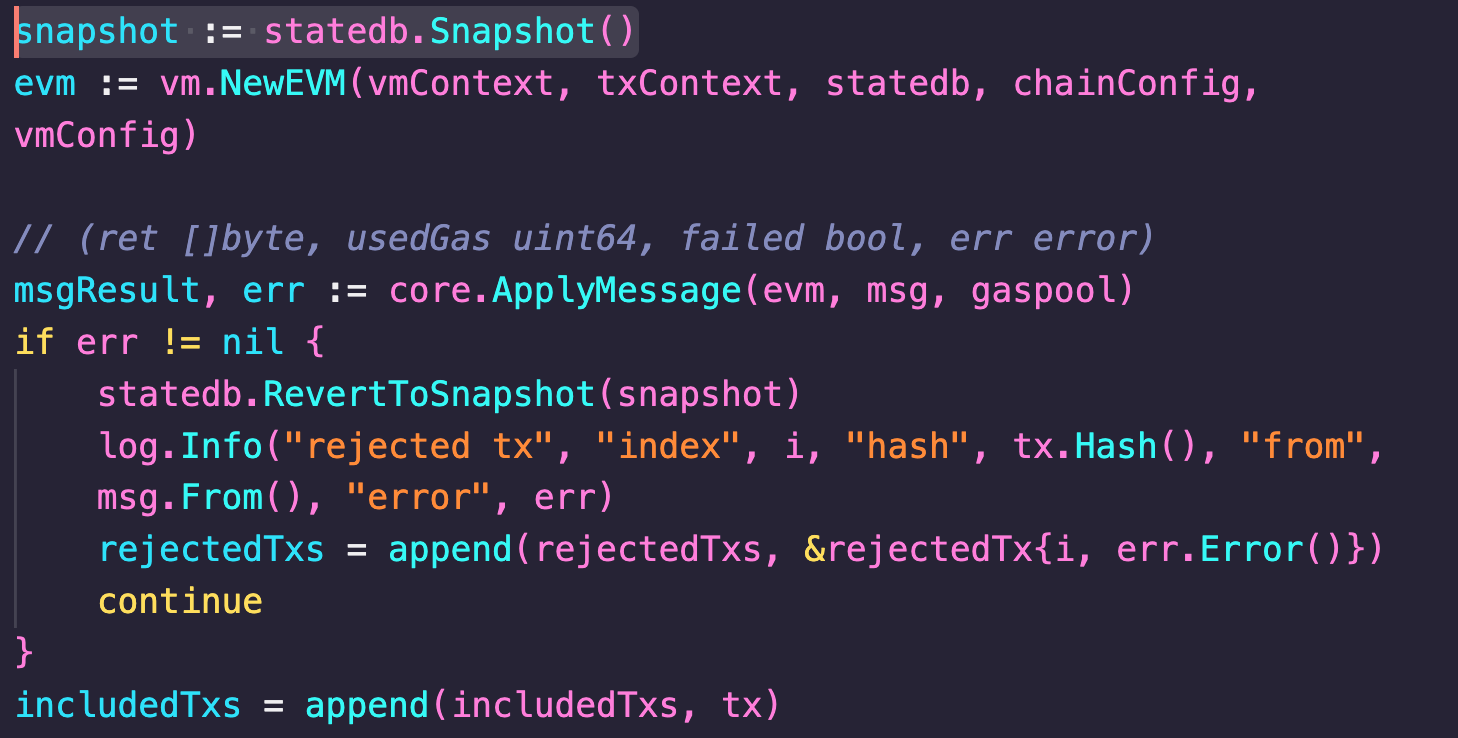 snapshot := statedb.Snapshot()
evm := vm.NewEVM(vmContext, txContext, statedb, chainConfig,
vmConfig)
// (ret []byte, usedGas uint64, failed bool, err error)
msgResult, err := core.ApplyMessage(evm, msg, gaspool)
if err != nil {
    statedb.RevertToSnapshot(snapshot)
    log.Info("rejected tx", "index", i, "hash", tx.Hash(), "from",
    msg.From(), "error", err)
    rejectedTxs = append(rejectedTxs, &rejectedTx{i, err.Error()})
    continue
}
includedTxs = append(includedTxs, tx)